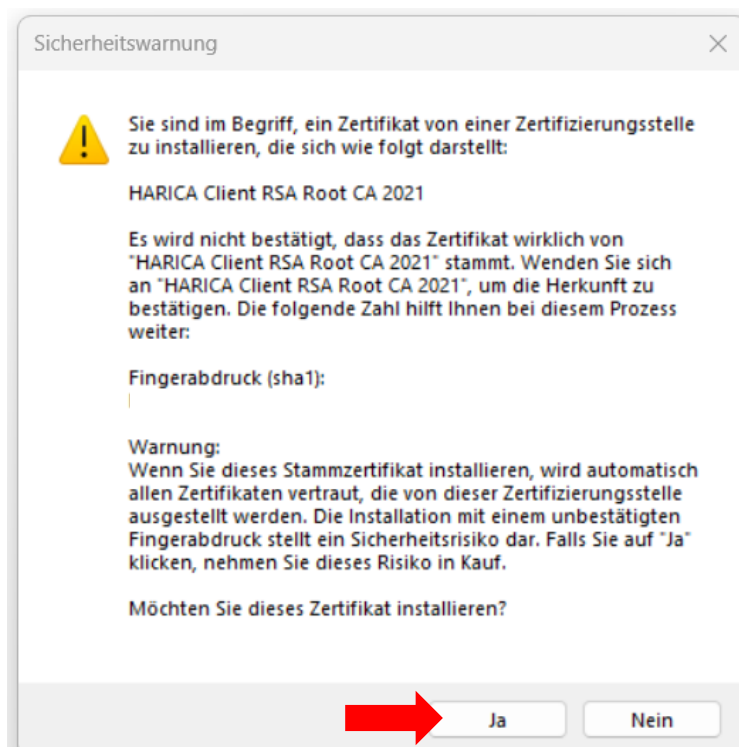 Sicherheitswarnung
Sie sind im Begriff, ein Zertifikat von einer Zertifizierungsstelle
zu installieren, die sich wie folgt darstellt:
HARICA Client RSA Root CA 2021
Es wird nicht bestätigt, dass das Zertifikat wirklich von
"HARICA Client RSA Root CA 2021" stammt. Wenden Sie sich
an "HARICA Client RSA Root CA 2021", um die Herkunft zu
bestätigen. Die folgende Zahl hilft Ihnen bei diesem Prozess
weiter:
Fingerabdruck (sha1):
Warnung:
Wenn Sie dieses Stammzertifikat installieren, wird automatisch
allen Zertifikaten vertraut, die von dieser Zertifizierungsstelle
ausgestellt werden. Die Installation mit einem unbestätigten
Fingerabdruck stellt ein Sicherheitsrisiko dar. Falls Sie auf "Ja"
klicken, nehmen Sie dieses Risiko in Kauf.
Möchten Sie dieses Zertifikat installieren?
Ja
Nein